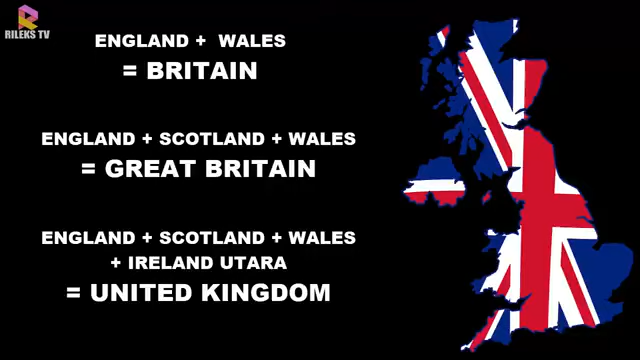 RILEKS TV
ENGLAND + WALES
= BRITAIN
ENGLAND + SCOTLAND + WALES
= GREAT BRITAIN
ENGLAND + SCOTLAND + WALES
+ IRELAND UTARA
= UNITED KINGDOM